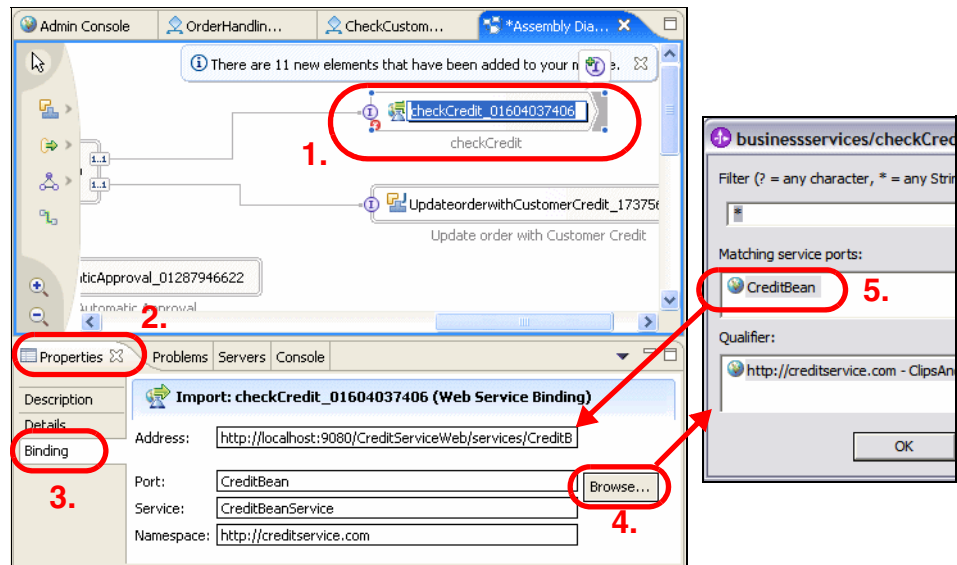 Admin Console
OrderHandlin...
CheckCustom...
*Assembly Dia...
There are 11 new elements that have been added to your
checkCredit_01604037406
checkCredit
1.
1..1
1..1
UpdateorderwithCustomerCredit_17375
Update order with Customer Credit
aticApproval_01287946622
Automatic Approval
2.
Properties
Problems
Servers
Console
Description
Details
Binding
3.
Import: checkCredit_01604037406 (Web Service Binding)
Address:
http://localhost:9080/CreditServiceWeb/services/CreditB
Port:
CreditBean
Browse...
Service:
CreditBeanService
4.
Namespace:
http://creditservice.com
businessservices/checkCred
Filter (? = any character, * = any Strin
*
Matching service ports:
CreditBean
5.
Qualifier:
http://creditservice.com - ClipsAn
OK